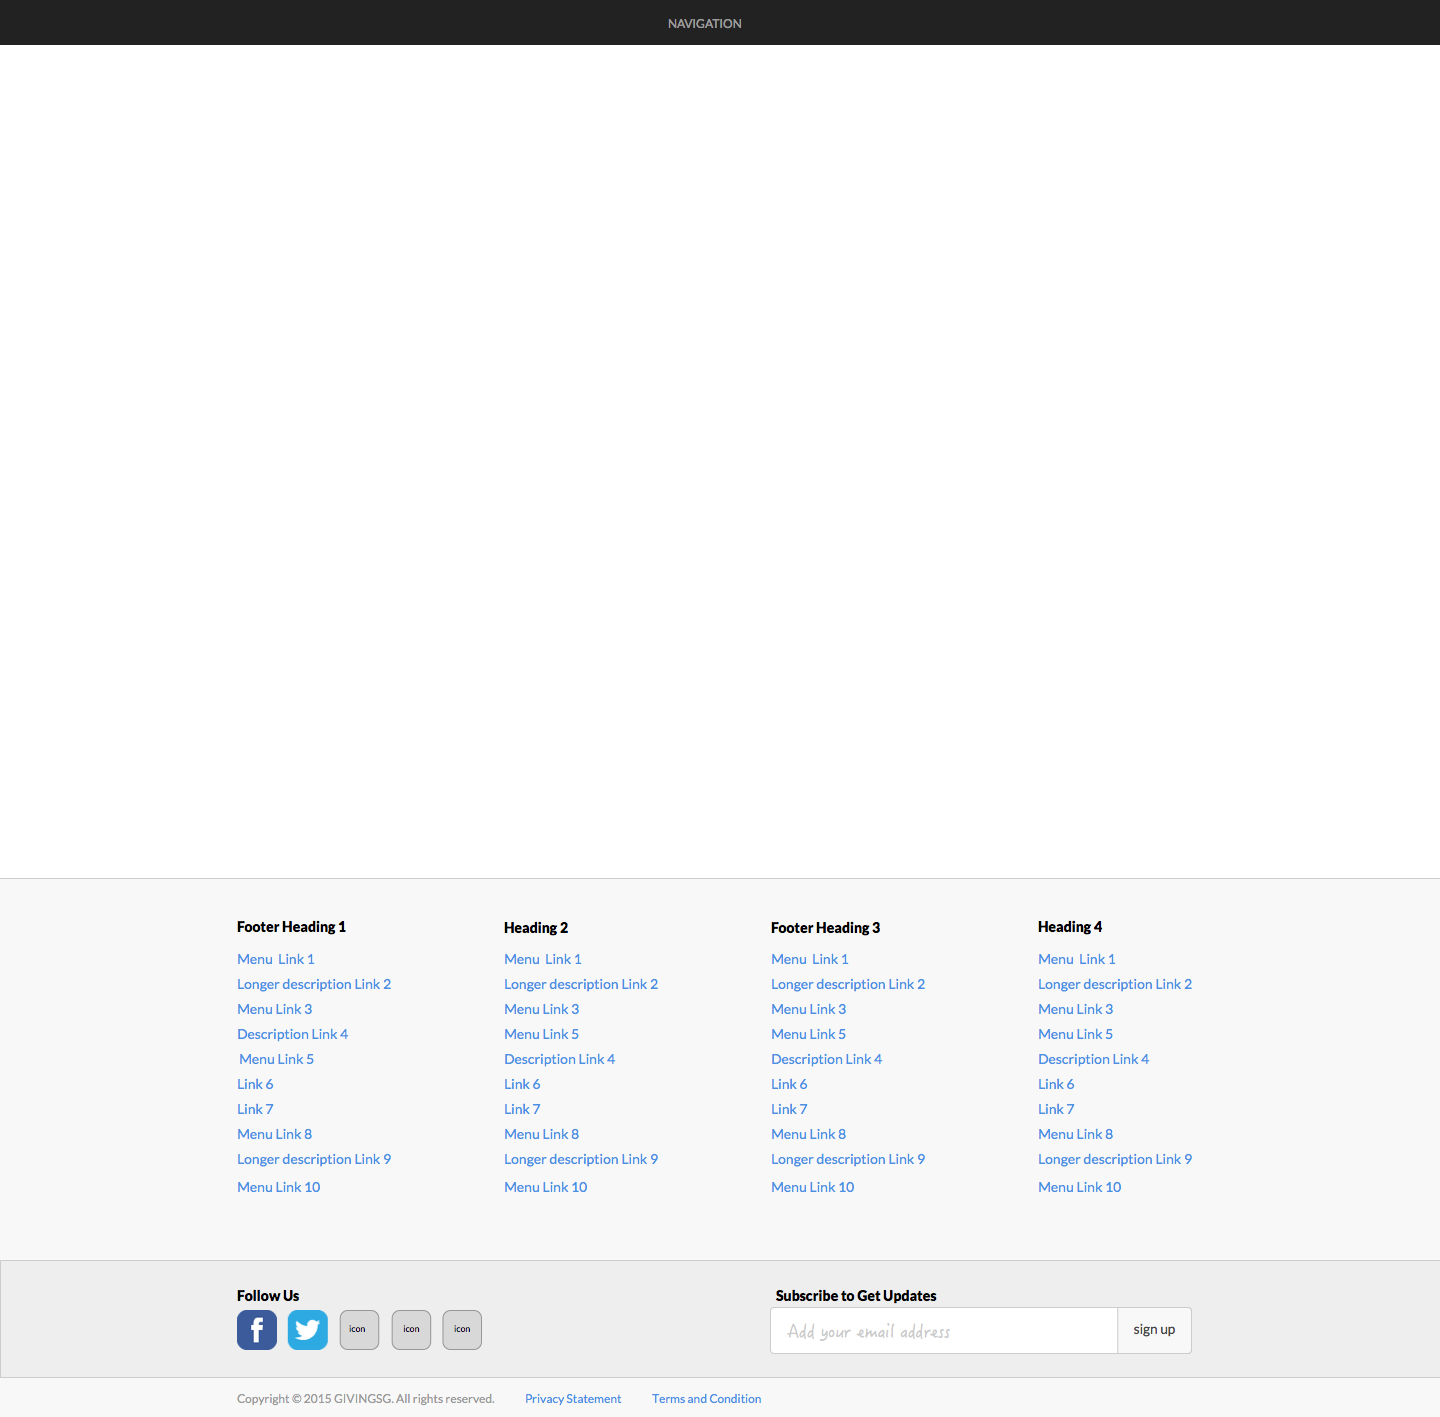 NAVIGATION
Footer Heading 1
Menu  Link 1
Longer description Link 2
Menu Link 3
Description Link 4
Menu Link 5
Link 6
Link 7
Menu Link 8
Longer description Link 9
Menu Link 10
Heading 2
Menu  Link 1
Longer description Link 2
Menu Link 3
Menu Link 5
Description Link 4
Link 6
Link 7
Menu Link 8
Longer description Link 9
Menu Link 10
Footer Heading 3
Menu  Link 1
Longer description Link 2
Menu Link 3
Menu Link 5
Description Link 4
Link 6
Link 7
Menu Link 8
Longer description Link 9
Menu Link 10
Heading 4
Menu  Link 1
Longer description Link 2
Menu Link 3
Menu Link 5
Description Link 4
Link 6
Link 7
Menu Link 8
Longer description Link 9
Menu Link 10
Follow Us
f
icon
icon
icon
Subscribe to Get Updates
Add your email address
sign up
Copyright © 2015 GIVINGSG. All rights reserved.
Privacy Statement
Terms and Condition